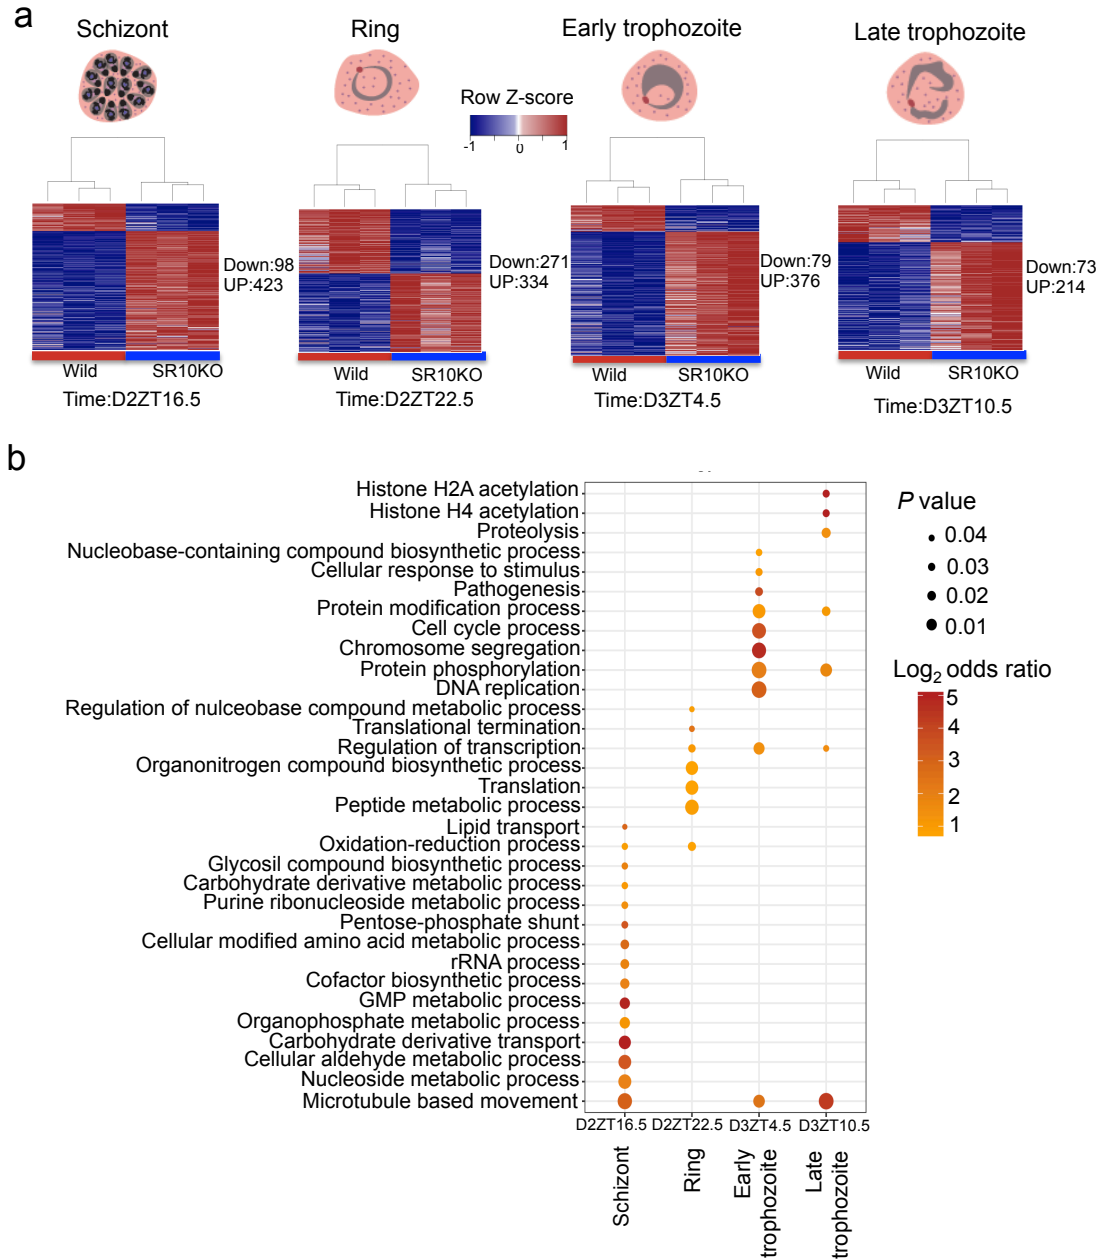 a
Schizont
Ring
Early trophozoite
Late trophozoite
Row Z-score
-1 0 1
Down:98
UP:423
Down:271
UP:334
Down:79
UP:376
Down:73
UP:214
Wild SR10KO
Wild SR10KO
Wild SR10KO
Wild SR10KO
Time:D2ZT16.5
Time:D2ZT22.5
Time:D3ZT4.5
Time:D3ZT10.5
b
Histone H2A acetylation
Histone H4 acetylation
Proteolysis
Nucleobase-containing compound biosynthetic process
Cellular response to stimulus
Pathogenesis
Protein modification process
Cell cycle process
Chromosome segregation
Protein phosphorylation
DNA replication
Regulation of nulceobase compound metabolic process
Translational termination
Regulation of transcription
Organonitrogen compound biosynthetic process
Translation
Peptide metabolic process
Lipid transport
Oxidation-reduction process
Glycosil compound biosynthetic process
Carbohydrate derivative metabolic process
Purine ribonucleoside metabolic process
Pentose-phosphate shunt
Cellular modified amino acid metabolic process
rRNA process
Cofactor biosynthetic process
GMP metabolic process
Organophosphate metabolic process
Carbohydrate derivative transport
Cellular aldehyde metabolic process
Nucleoside metabolic process
Microtubule based movement
D2ZT16.5 D2ZT22.5 D3ZT4.5 D3ZT10.5
Schizont
Ring
Early
trophozoite
Late
trophozoite
P value
0.04
0.03
0.02
0.01
Log2 odds ratio
5
4
3
2
1